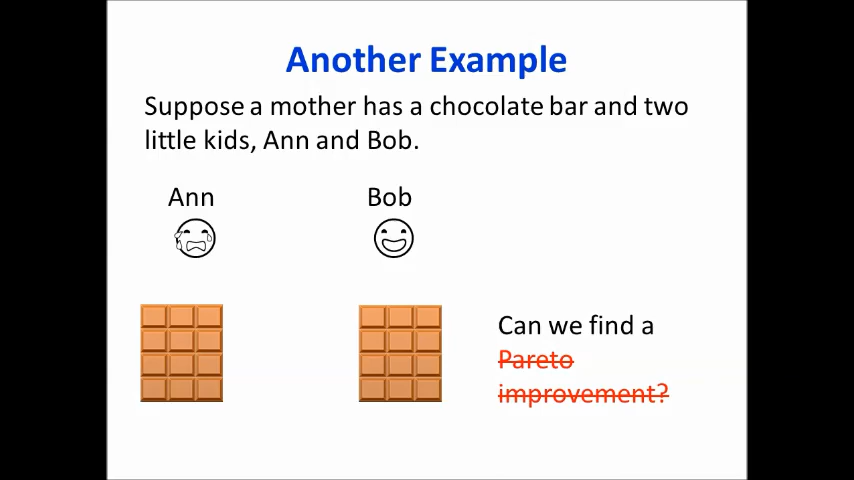 Another Example
Suppose a mother has a chocolate bar and two
little kids, Ann and Bob.
Ann Bob
Can we find a
Pareto
improvement?